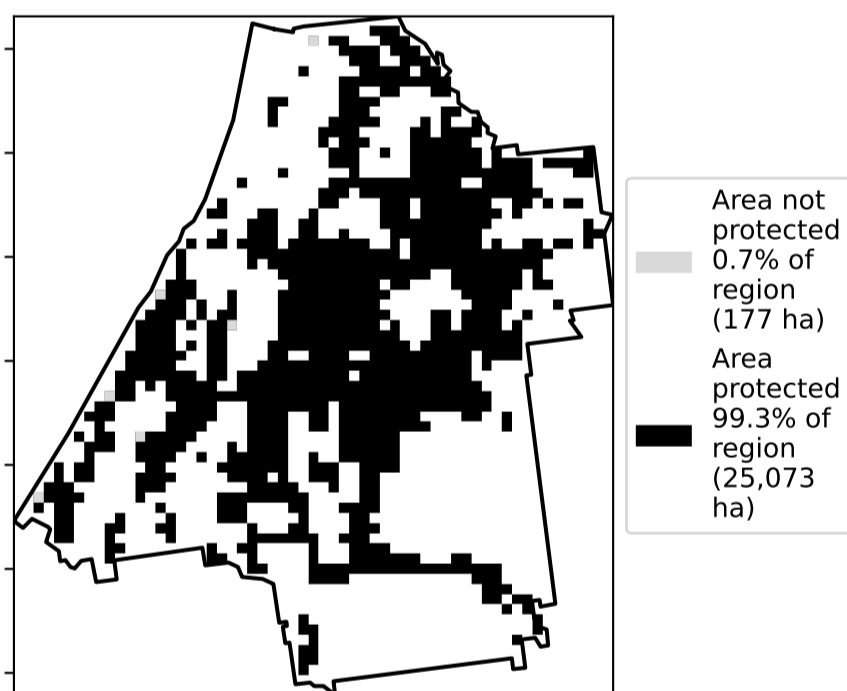 Area not
protected
0.7% of
region
(177 ha)
Area
protected
99.3% of
region
(25,073
ha)